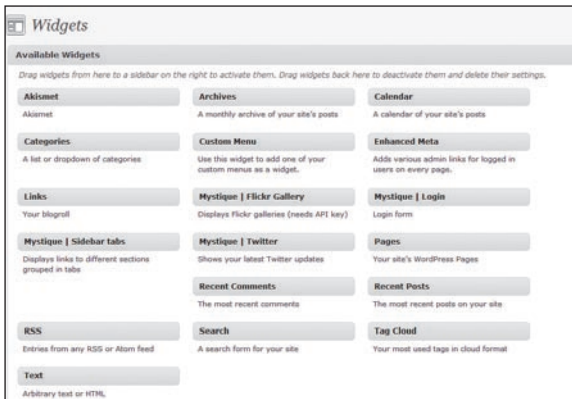 Widgets
Available Widgets
Drag widgets from here to a sidebar on the right to activate them. Drag widgets back here to deactivate them and delete their settings.
Akismet
Akismet
Archives
A monthly archive of your site's posts
Calendar
A calendar of your site's posts
Categories
A list or dropdown of categories
Custom Menu
Use this widget to add one of your
custom menus as a widget.
Enhanced Meta
Adds various admin links for logged in
users on every page.
Links
Your blogroll
Mystique | Flickr Gallery
Displays Flickr galleries (needs API key)
Mystique | Login
Login form
Mystique | Sidebar tabs
Displays links to different sections
grouped in tabs
Mystique | Twitter
Shows your latest Twitter updates
Pages
Your site's WordPress Pages
Recent Comments
The most recent comments
Recent Posts
The most recent posts on your site
RSS
Entries from any RSS or Atom feed
Search
A search form for your site
Tag Cloud
Your most used tags in cloud format
Text
Arbitrary text or HTML